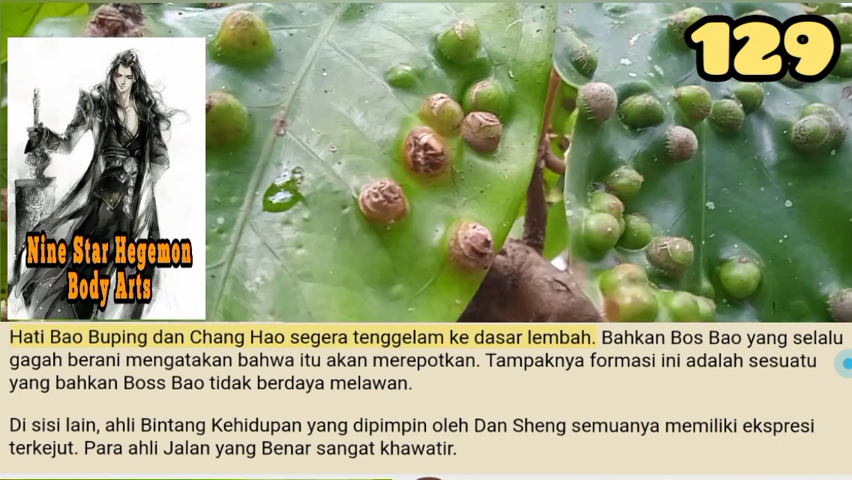 129
Nine Star Hegemon
Body Arts
Hati Bao Buping dan Chang Hao segera tenggelam ke dasar lembah. Bahkan Bos Bao yang selalu
gagah berani mengatakan bahwa itu akan merepotkan. Tampaknya formasi ini adalah sesuatu
yang bahkan Boss Bao tidak berdaya melawan.
Di sisi lain, ahli Bintang Kehidupan yang dipimpin oleh Dan Sheng semuanya memiliki ekspresi
terkejut. Para ahli Jalan yang Benar sangat khawatir.